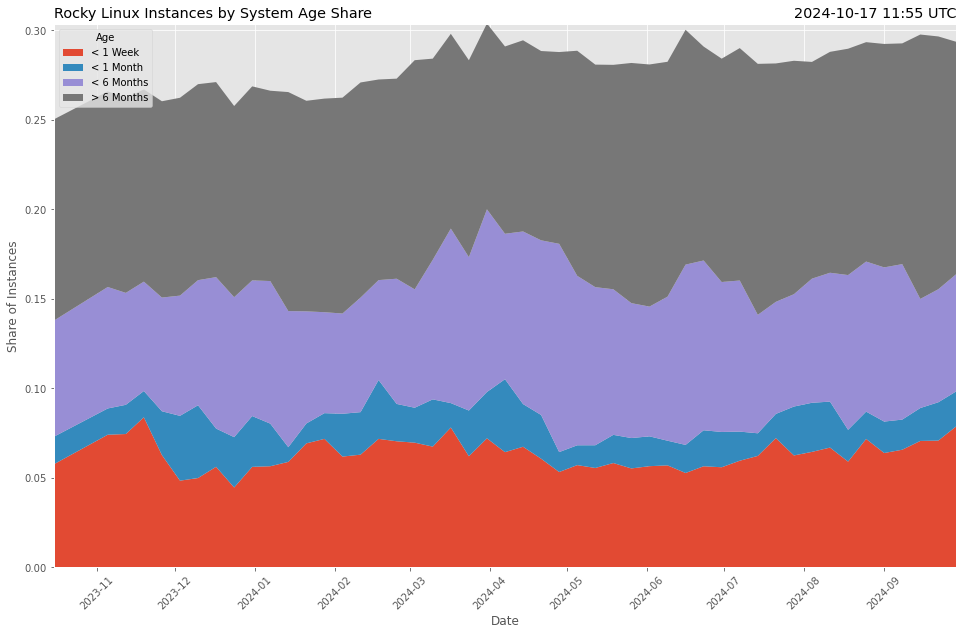 Rocky Linux Instances by System Age Share
2024-10-17 11:55 UTC
Age
< 1 Week
< 1 Month
< 6 Months
> 6 Months
Share of Instances
0.30
0.25
0.20
0.15
0.10
0.05
0.00
2023-11
2023-12
2024-01
2024-02
2024-03
2024-04
2024-05
2024-06
2024-07
2024-08
2024-09
Date